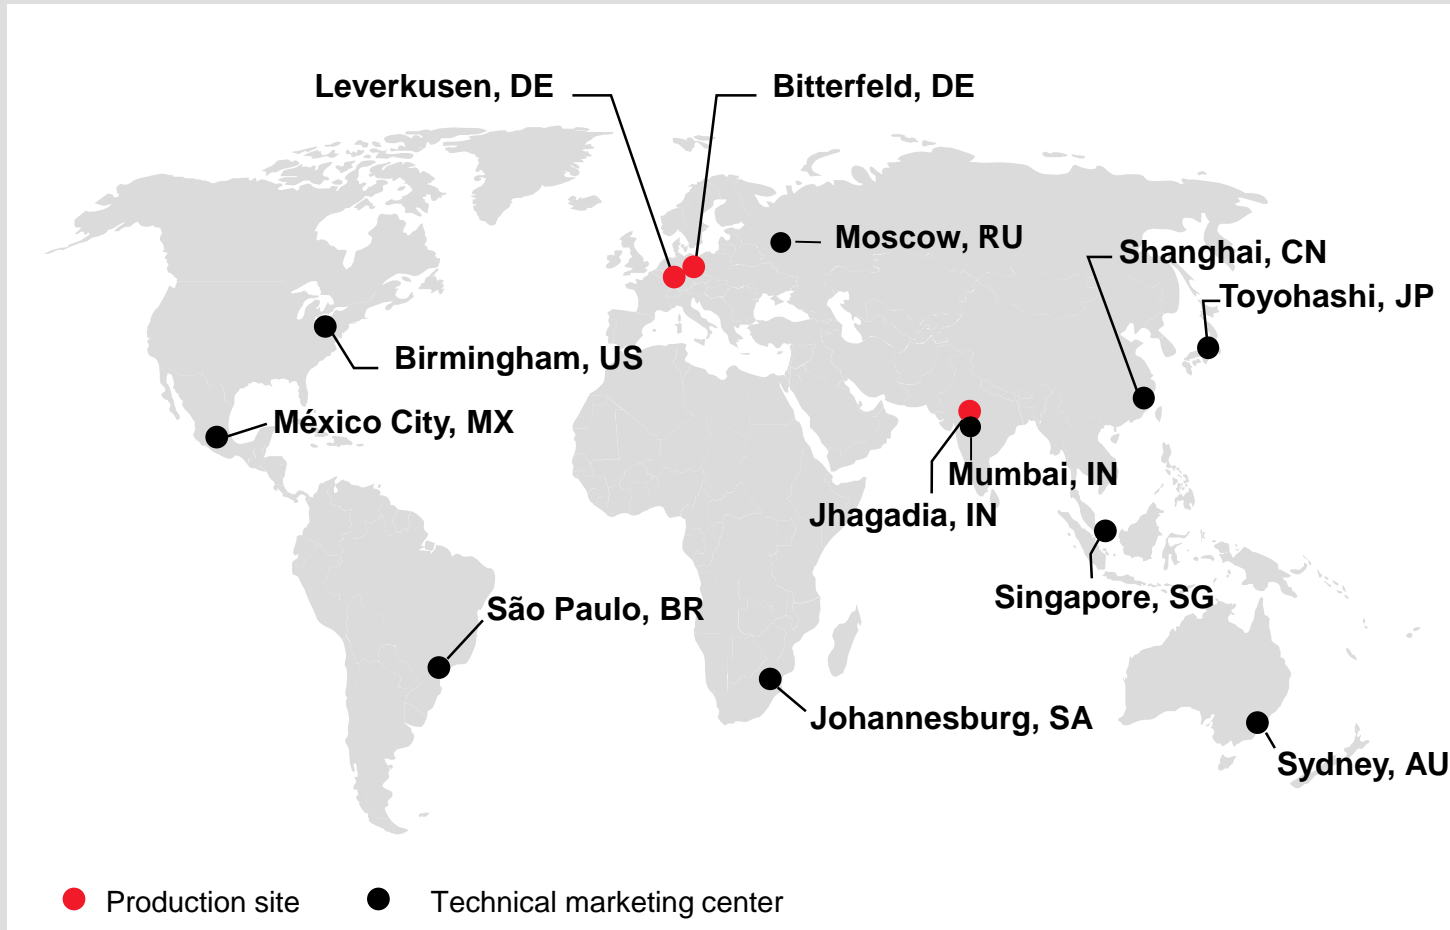 Leverkusen, DE
Bitterfeld, DE
Moscow, RU
Shanghai, CN
Toyohashi, JP
Birmingham, US
México City, MX
Mumbai, IN
Jhagadia, IN
Singapore, SG
São Paulo, BR
Johannesburg, SA
Sydney, AU
Production site
Technical marketing center